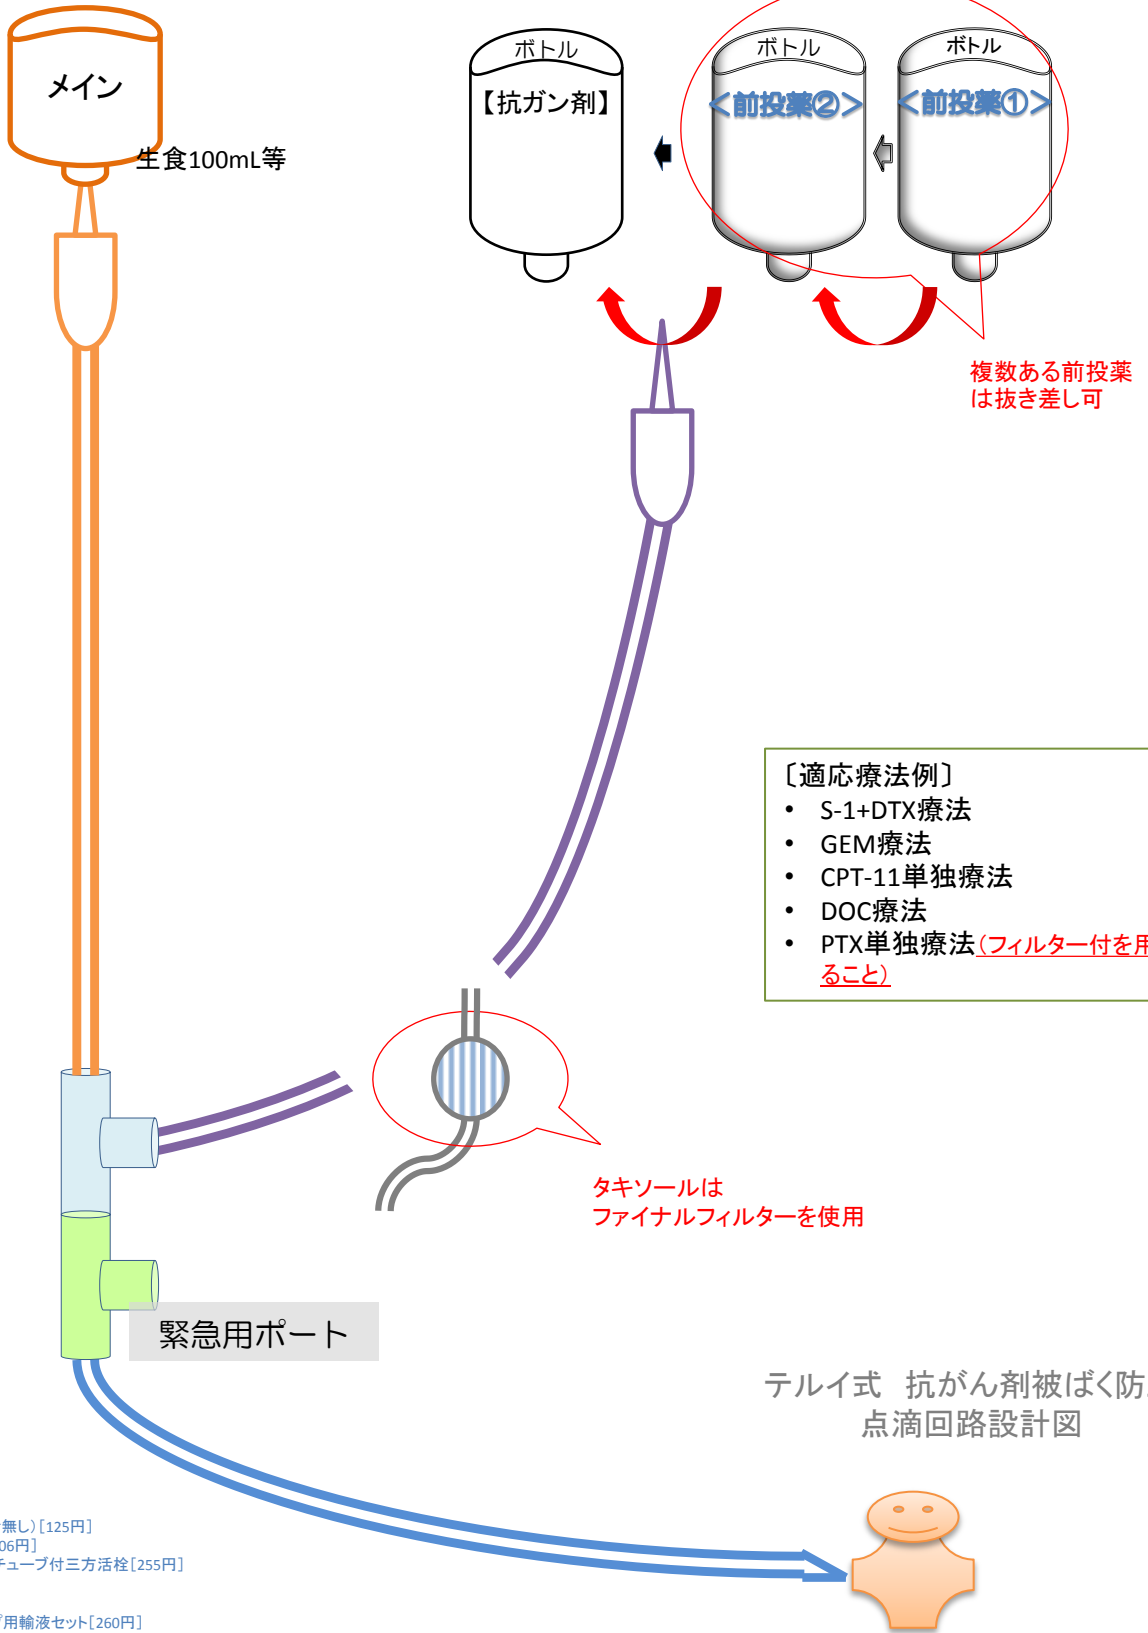 メイン
生食100mL等
ボトル
【抗ガン剤】
ボトル
＜前投薬②＞
ボトル
＜前投薬①＞
複数ある前投薬
は抜き差し可
〔適応療法例〕
• S-1+DTX療法
• GEM療法
• CPT-11単独療法
• DOC療法
• PTX単独療法(フィルター付を用
ること)
タキソールは
ファイナルフィルターを使用
緊急用ポート
テルイ式 抗がん剤被ばく防
点滴回路設計図
無し)[125円]
06円]
チューブ付三方活栓[255円]
用輸液セット[260円]